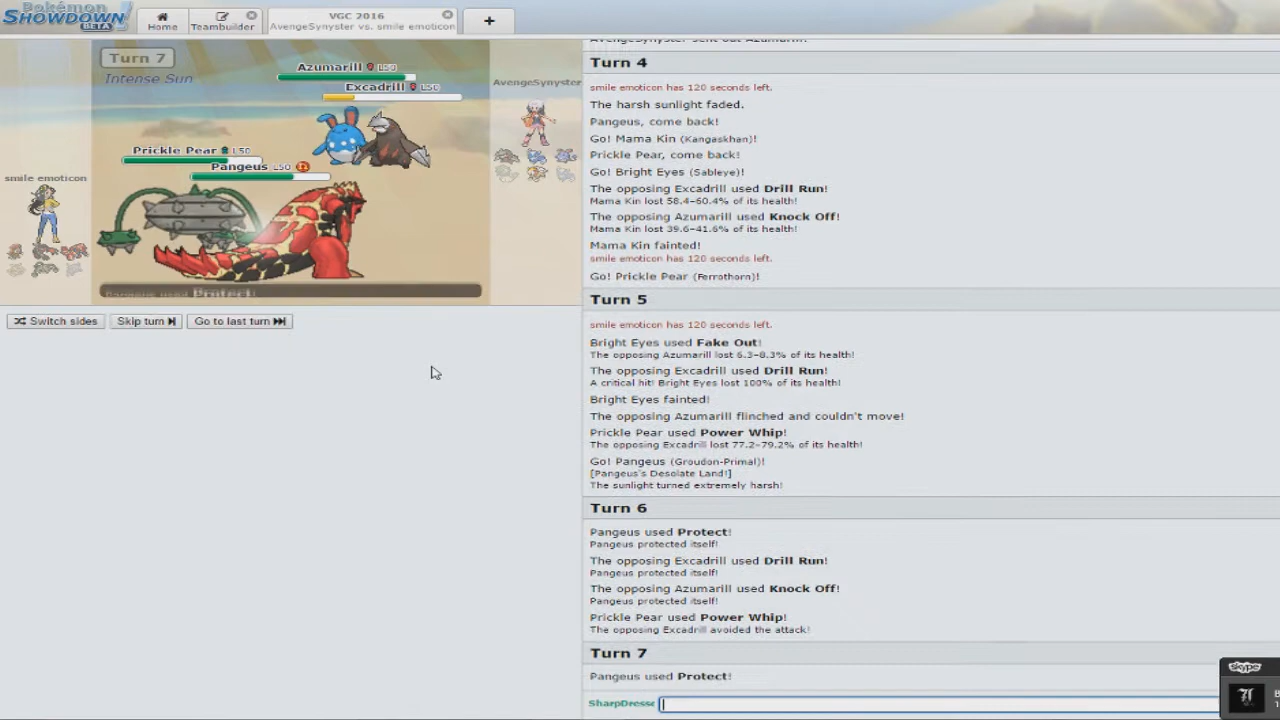 Pokémon
SHOWDOWN
BETA
Home
Teambuilder
VGC 2016
AvengeSynyster vs. smile emoticon
+
Turn 7
Intense Sun
Azumarill L50
Excadrill L50
Prickle Pear L50
Pangeus L50
smile emoticon
AvengeSynyster
Pangeus used Protect!
Switch sides
Skip turn
Go to last turn
AvengeSynyster sent out Azumarill!
Turn 4
smile emoticon has 120 seconds left.
The harsh sunlight faded.
Pangeus, come back!
Go! Mama Kin (Kangaskhan)!
Prickle Pear, come back!
Go! Bright Eyes (Sableye)!
The opposing Excadrill used Drill Run!
Mama Kin lost 58.4–60.4% of its health!
The opposing Azumarill used Knock Off!
Mama Kin lost 39.6–41.6% of its health!
Mama Kin fainted!
smile emoticon has 120 seconds left.
Go! Prickle Pear (Ferrothorn)!
Turn 5
smile emoticon has 120 seconds left.
Bright Eyes used Fake Out!
The opposing Azumarill lost 6.3–8.3% of its health!
The opposing Excadrill used Drill Run!
A critical hit! Bright Eyes lost 100% of its health!
Bright Eyes fainted!
The opposing Azumarill flinched and couldn't move!
Prickle Pear used Power Whip!
The opposing Excadrill lost 77.2–79.2% of its health!
Go! Pangeus (Groudon-Primal)!
[Pangeus's Desolate Land!]
The sunlight turned extremely harsh!
Turn 6
Pangeus used Protect!
Pangeus protected itself!
The opposing Excadrill used Drill Run!
Pangeus protected itself!
The opposing Azumarill used Knock Off!
Pangeus protected itself!
Prickle Pear used Power Whip!
The opposing Excadrill avoided the attack!
Turn 7
Pangeus used Protect!
SharpDresse
skype